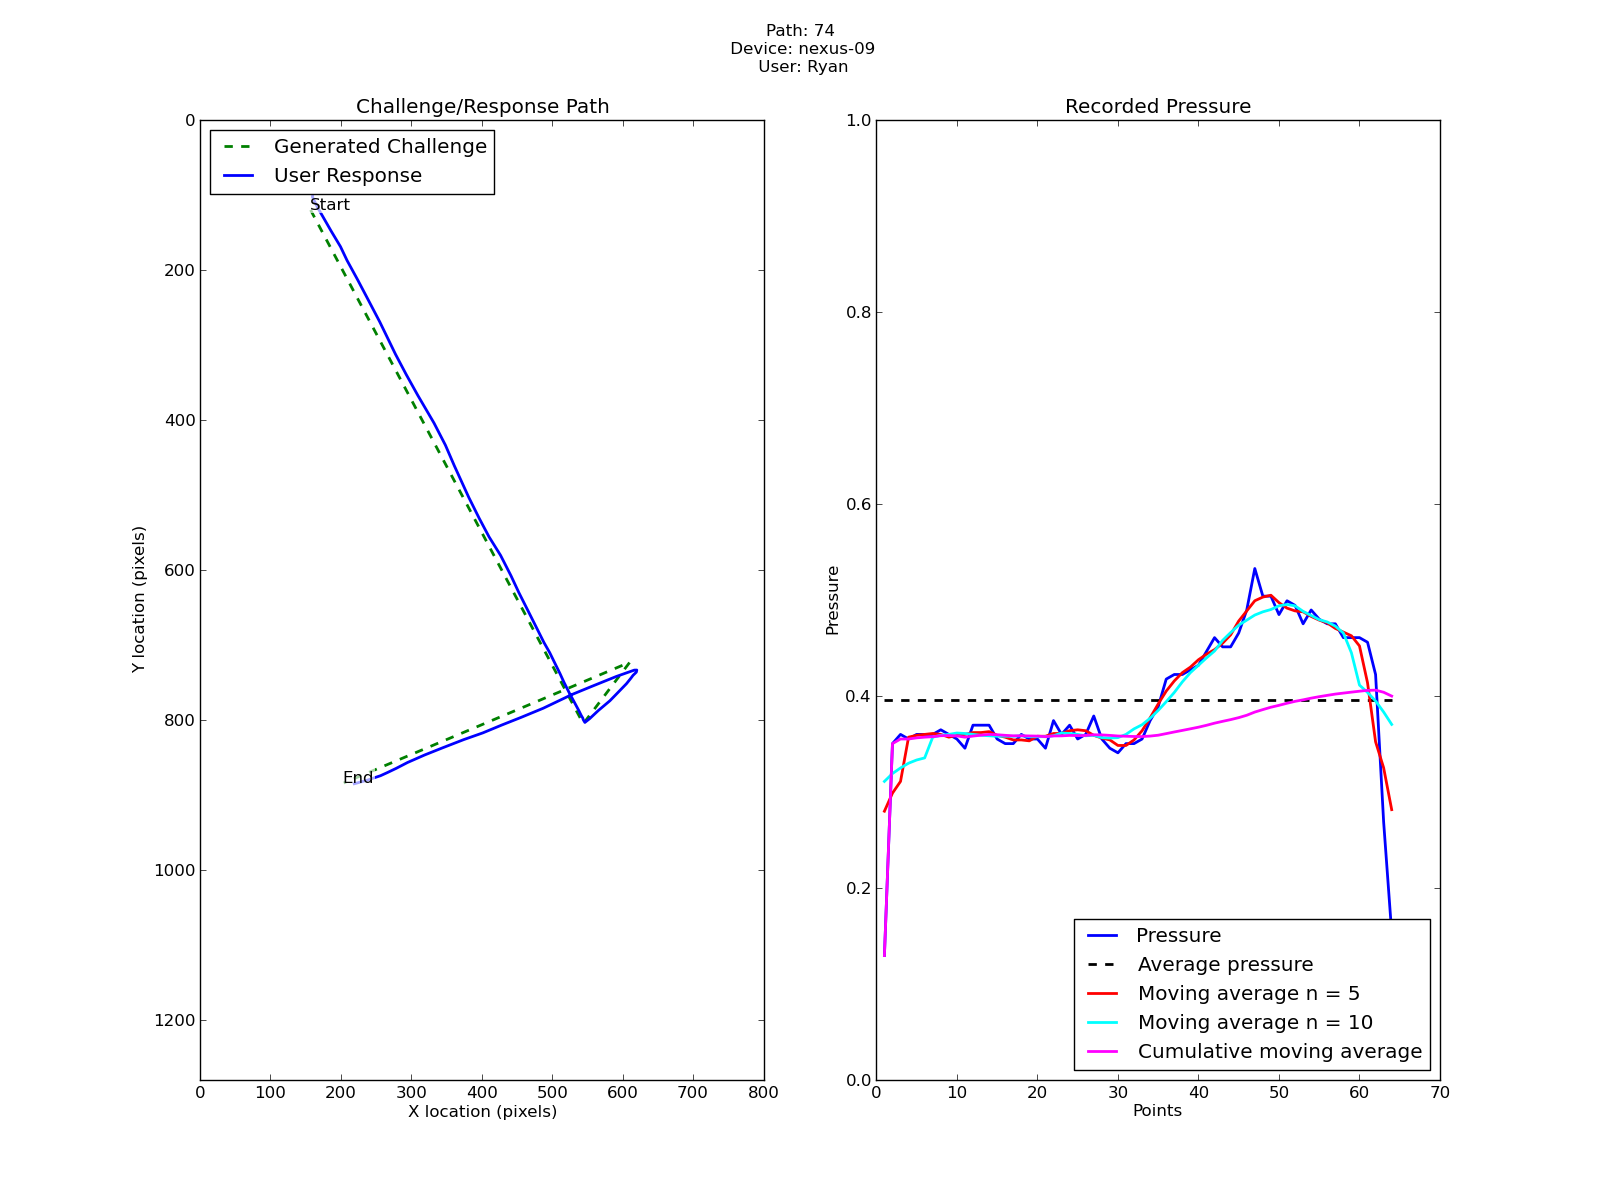 Path: 74
Device: nexus-09
User: Ryan
Challenge/Response Path
Generated Challenge
User Response
Start
End
0
200
400
600
800
1000
1200
Y location (pixels)
0 100 200 300 400 500 600 700 800
X location (pixels)
Recorded Pressure
1.0
0.8
0.6
0.4
0.2
0.0
Pressure
Pressure
Average pressure
Moving average n = 5
Moving average n = 10
Cumulative moving average
0 10 20 30 40 50 60 70
Points